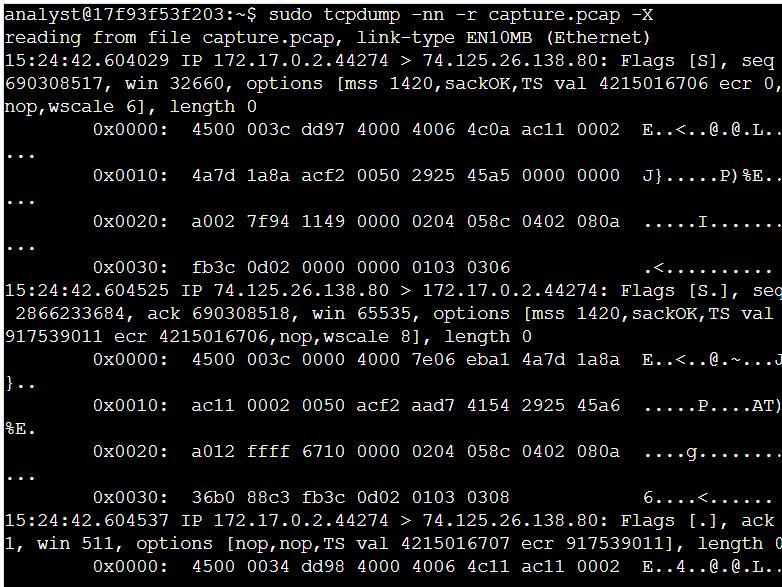 analyst@17f93f53f203:~$ sudo tcpdump -nn -r capture.pcap -X
reading from file capture.pcap, link-type EN10MB (Ethernet)
15:24:42.604029 IP 172.17.0.2.44274 > 74.125.26.138.80: Flags [S], seq
690308517, win 32660, options [mss 1420,sackOK,TS val 4215016706 ecr 0,
nop,wscale 6], length 0
0x0000: 4500 003c dd97 4000 4006 4c0a ac11 0002 E..<..@.@.L..
...
0x0010: 4a7d 1a8a acf2 0050 2925 45a5 0000 0000 J}.....P)%E..
...
0x0020: a002 7f94 1149 0000 0204 058c 0402 080a .....I.......
...
0x0030: fb3c 0d02 0000 0000 0103 0306 .<..........
15:24:42.604525 IP 74.125.26.138.80 > 172.17.0.2.44274: Flags [S.], seq
2866233684, ack 690308518, win 65535, options [mss 1420,sackOK,TS val
917539011 ecr 4215016706,nop,wscale 8], length 0
0x0000: 4500 003c 0000 4000 7e06 eba1 4a7d 1a8a E..<..@.~...J
}..
0x0010: ac11 0002 0050 acf2 aad7 4154 2925 45a6 .....P....AT)
%E.
0x0020: a012 ffff 6710 0000 0204 058c 0402 080a ....g........
...
0x0030: 36b0 88c3 fb3c 0d02 0103 0308 6....<......
15:24:42.604537 IP 172.17.0.2.44274 > 74.125.26.138.80: Flags [.], ack
1, win 511, options [nop,nop,TS val 4215016707 ecr 917539011], length 0
0x0000: 4500 0034 dd98 4000 4006 4c11 ac11 0002 E..4..@.@.L..